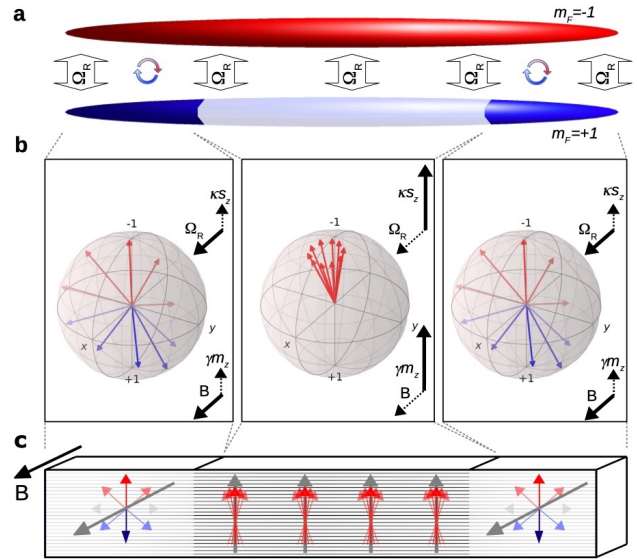 a
m_F=-1
Ω_R Ω_R Ω_R Ω_R Ω_R
m_F=+1
b
κs_z κs_z κs_z
-1 -1 -1
Ω_R Ω_R Ω_R
x y x y x y
+1 +1 +1
γm_z γm_z γm_z
B B B
c
B